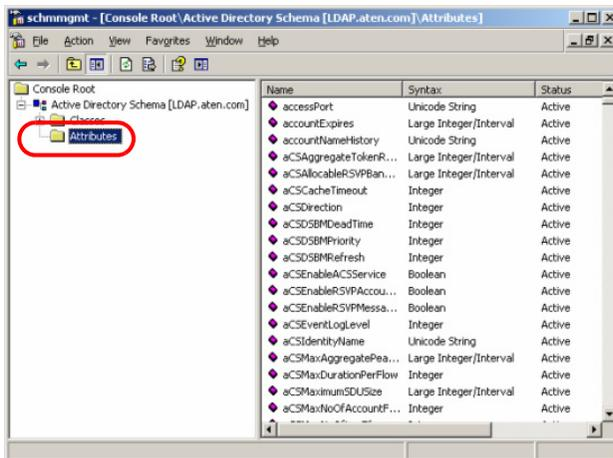 schmmgmt - [Console Root\Active Directory Schema [LDAP.aten.com]\Attributes]
File Action View Favorites Window Help
Console Root
Active Directory Schema [LDAP.aten.com]
Classes
Attributes
Name Syntax Status
accessPort Unicode String Active
accountExpires Large Integer/Interval Active
accountNameHistory Unicode String Active
aCSAggregateTokenR... Large Integer/Interval Active
aCSAllocableRSVPBan... Large Integer/Interval Active
aCSCacheTimeout Integer Active
aCSDirection Integer Active
aCSDSBMDeadTime Integer Active
aCSDSBMPriority Integer Active
aCSDSBMRefresh Integer Active
aCSEnableACSService Boolean Active
aCSEnableRSVPAccou... Boolean Active
aCSEnableRSVPMessa... Boolean Active
aCSEventLogLevel Integer Active
aCSIdentityName Unicode String Active
aCSMaxAggregatePea... Large Integer/Interval Active
aCSMaxDurationPerFlow Integer Active
aCSMaximumSDUSize Large Integer/Interval Active
aCSMaxNoOfAccountF... Integer Active